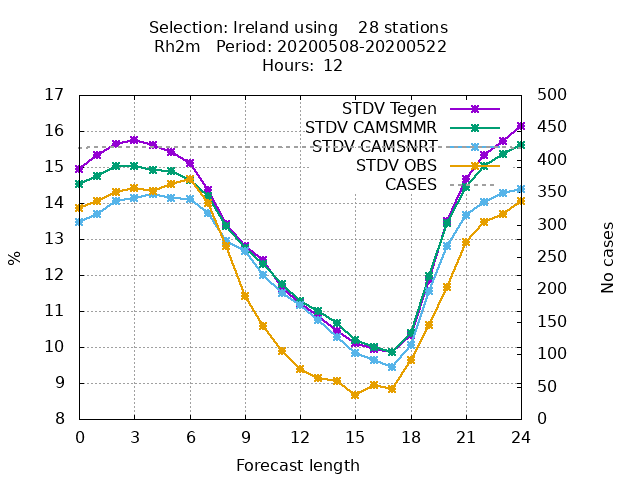 Selection: Ireland using    28 stations
Rh2m   Period: 20200508-20200522
Hours:  12
17 500
16 450
15 400
14 350
13 300
12 250
11 200
10 150
9 100
8 50
0
STDV Tegen
STDV CAMSMMR
STDV CAMSNRT
STDV OBS
CASES
%
No cases
0 3 6 9 12 15 18 21 24
Forecast length